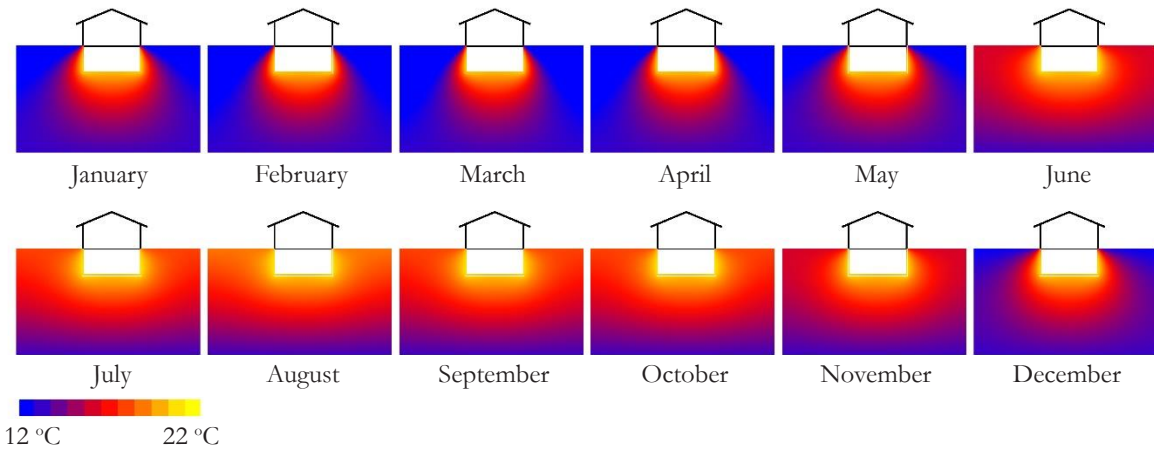 January February March April May June
July August September October November December
12 °C 22 °C